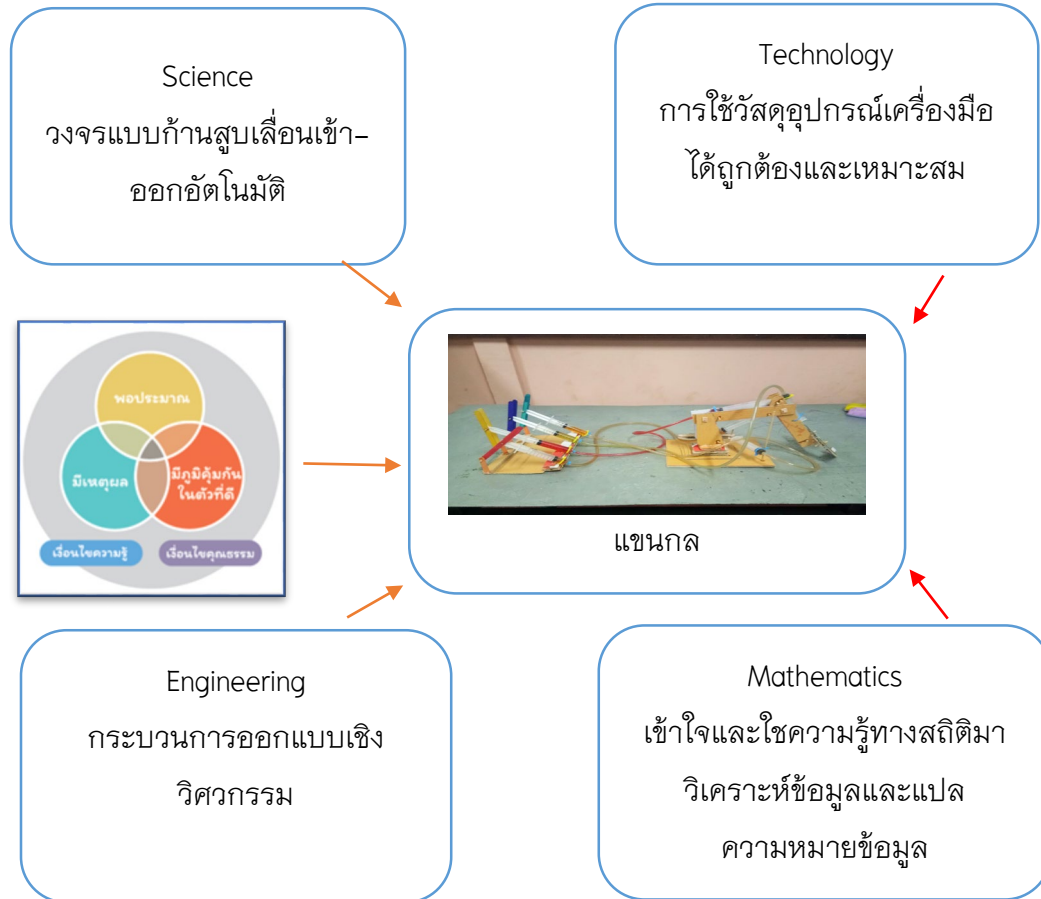 Science
วงจรแบบก้านสูบเลื่อนเข้า-
ออกอัตโนมัติ
Technology
การใช้วัสดุอุปกรณ์เครื่องมือ
ได้ถูกต้องและเหมาะสม
พอประมาณ
มีเหตุผล
มีภูมิคุ้มกัน
ในตัวที่ดี
เงื่อนไขความรู้
เงื่อนไขคุณธรรม
แขนกล
Engineering
กระบวนการออกแบบเชิง
วิศวกรรม
Mathematics
เข้าใจและใชความรู้ทางสถิติมา
วิเคราะห์ข้อมูลและแปล
ความหมายข้อมูล